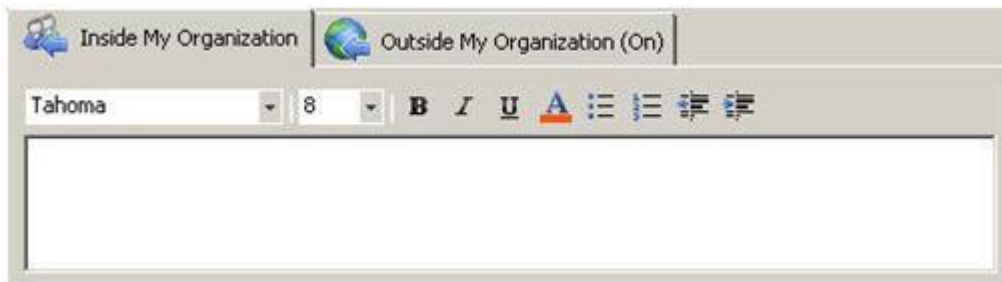 Inside My Organization Outside My Organization (On)
Tahoma 8 B I U A